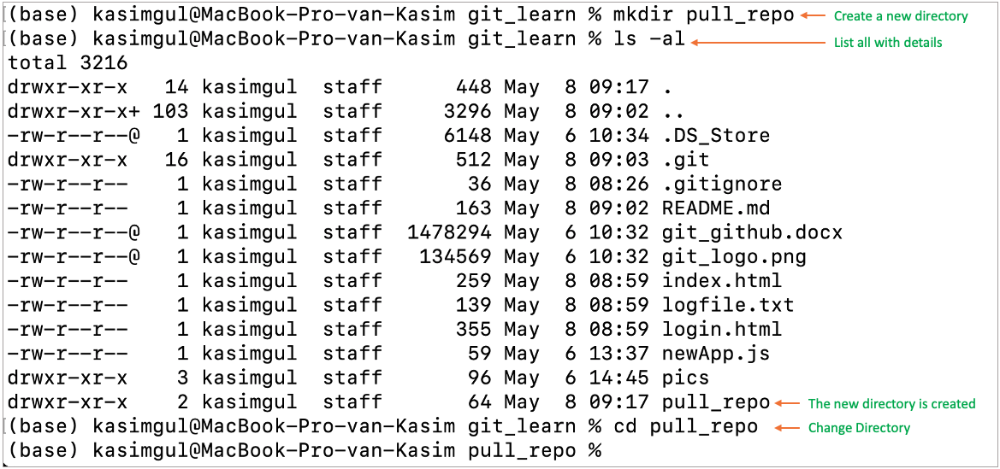 (base) kasimgul@MacBook-Pro-van-Kasim git_learn % mkdir pull_repo Create a new directory
(base) kasimgul@MacBook-Pro-van-Kasim git_learn % ls -al List all with details
total 3216
drwxr-xr-x   14 kasimgul  staff      448 May  8 09:17 .
drwxr-xr-x+ 103 kasimgul  staff     3296 May  8 09:02 ..
-rw-r--r--@   1 kasimgul  staff     6148 May  6 10:34 .DS_Store
drwxr-xr-x   16 kasimgul  staff      512 May  8 09:03 .git
-rw-r--r--    1 kasimgul  staff       36 May  8 08:26 .gitignore
-rw-r--r--    1 kasimgul  staff      163 May  8 09:02 README.md
-rw-r--r--@   1 kasimgul  staff  1478294 May  6 10:32 git_github.docx
-rw-r--r--@   1 kasimgul  staff   134569 May  6 10:32 git_logo.png
-rw-r--r--    1 kasimgul  staff      259 May  8 08:59 index.html
-rw-r--r--    1 kasimgul  staff      139 May  8 08:59 logfile.txt
-rw-r--r--    1 kasimgul  staff      355 May  8 08:59 login.html
-rw-r--r--    1 kasimgul  staff       59 May  6 13:37 newApp.js
drwxr-xr-x    3 kasimgul  staff       96 May  6 14:45 pics
drwxr-xr-x    2 kasimgul  staff       64 May  8 09:17 pull_repo The new directory is created
(base) kasimgul@MacBook-Pro-van-Kasim git_learn % cd pull_repo Change Directory
(base) kasimgul@MacBook-Pro-van-Kasim pull_repo %